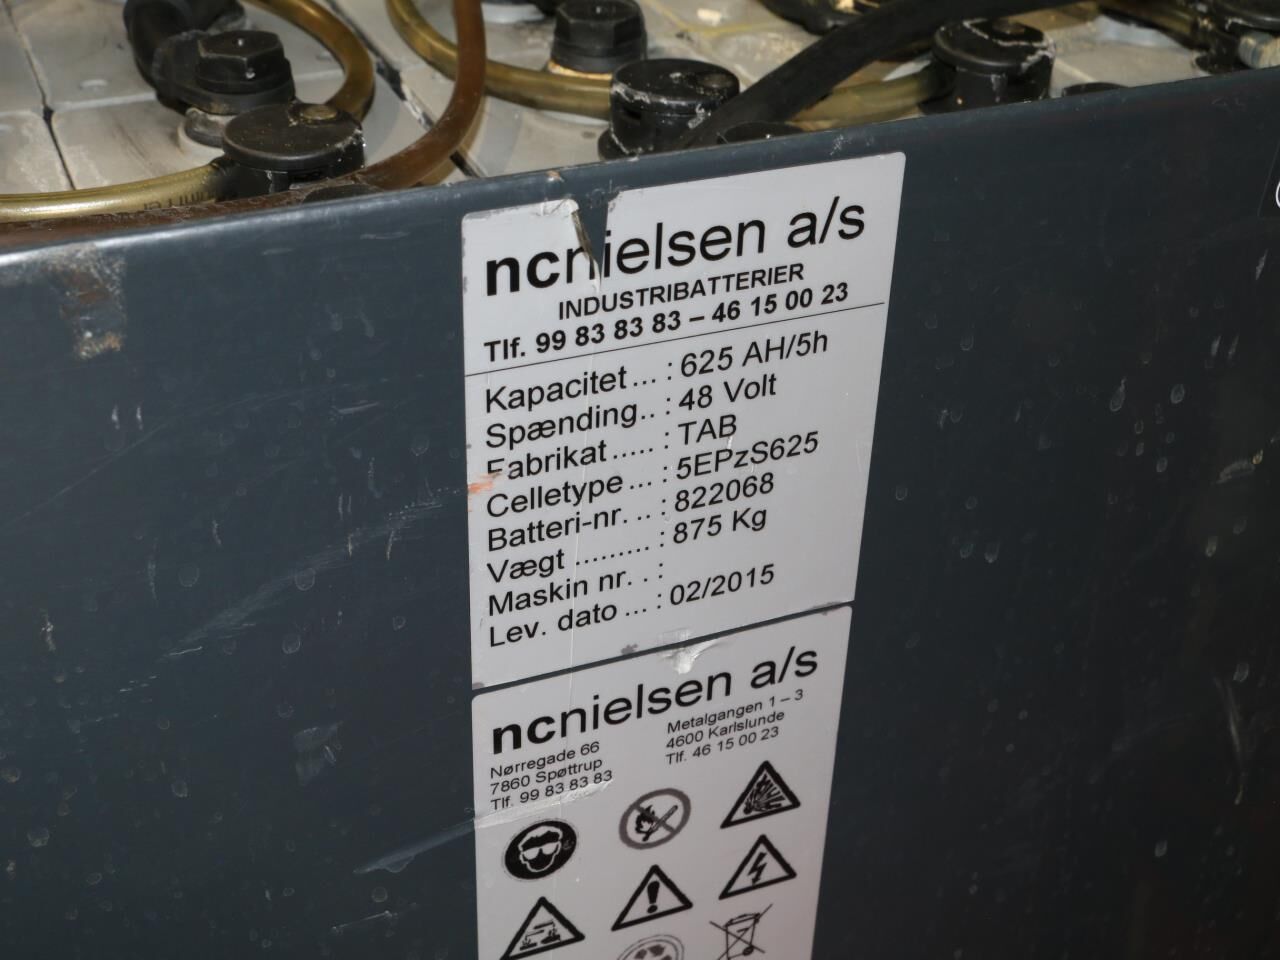 ncnielsen a/s
INDUSTRIBATTERIER
Tlf. 99 83 83 83 – 46 15 00 23
Kapacitet ... : 625 AH/5h
Spænding.. : 48 Volt
Fabrikat ..... : TAB
Celletype ... : 5EPzS625
Batteri-nr. .. : 822068
Vægt ......... : 875 Kg
Maskin nr. . :
Lev. dato ... : 02/2015
ncnielsen a/s
Nørregade 66
7860 Spøttrup
Tlf. 99 83 83 83
Metalgangen 1 – 3
4600 Karlslunde
Tlf. 46 15 00 23